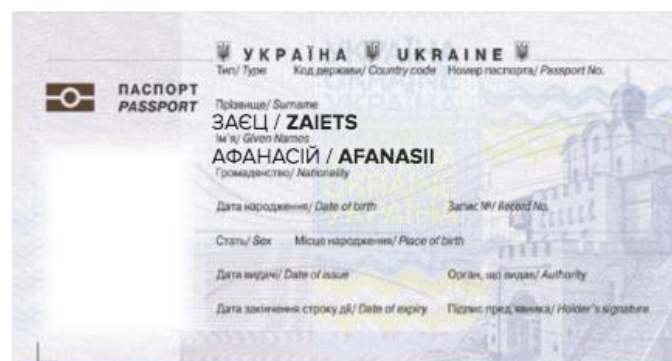 УКРАЇНА UKRAINE
ПАСПОРТ
PASSPORT
Тип/ Type Код держави/ Country code Номер паспорта/ Passport No.
Прізвище/ Surname
ЗАЄЦ / ZAIETS
Ім'я/ Given Names
АФАНАСІЙ / AFANASII
Громадянство/ Nationality
Дата народження/ Date of birth Запис №/ Record No.
Стать/ Sex Місце народження/ Place of birth
Дата видачі/ Date of issue Орган, що видав/ Authority
Дата закінчення строку дії/ Date of expiry Підпис пред'явника/ Holder's signature